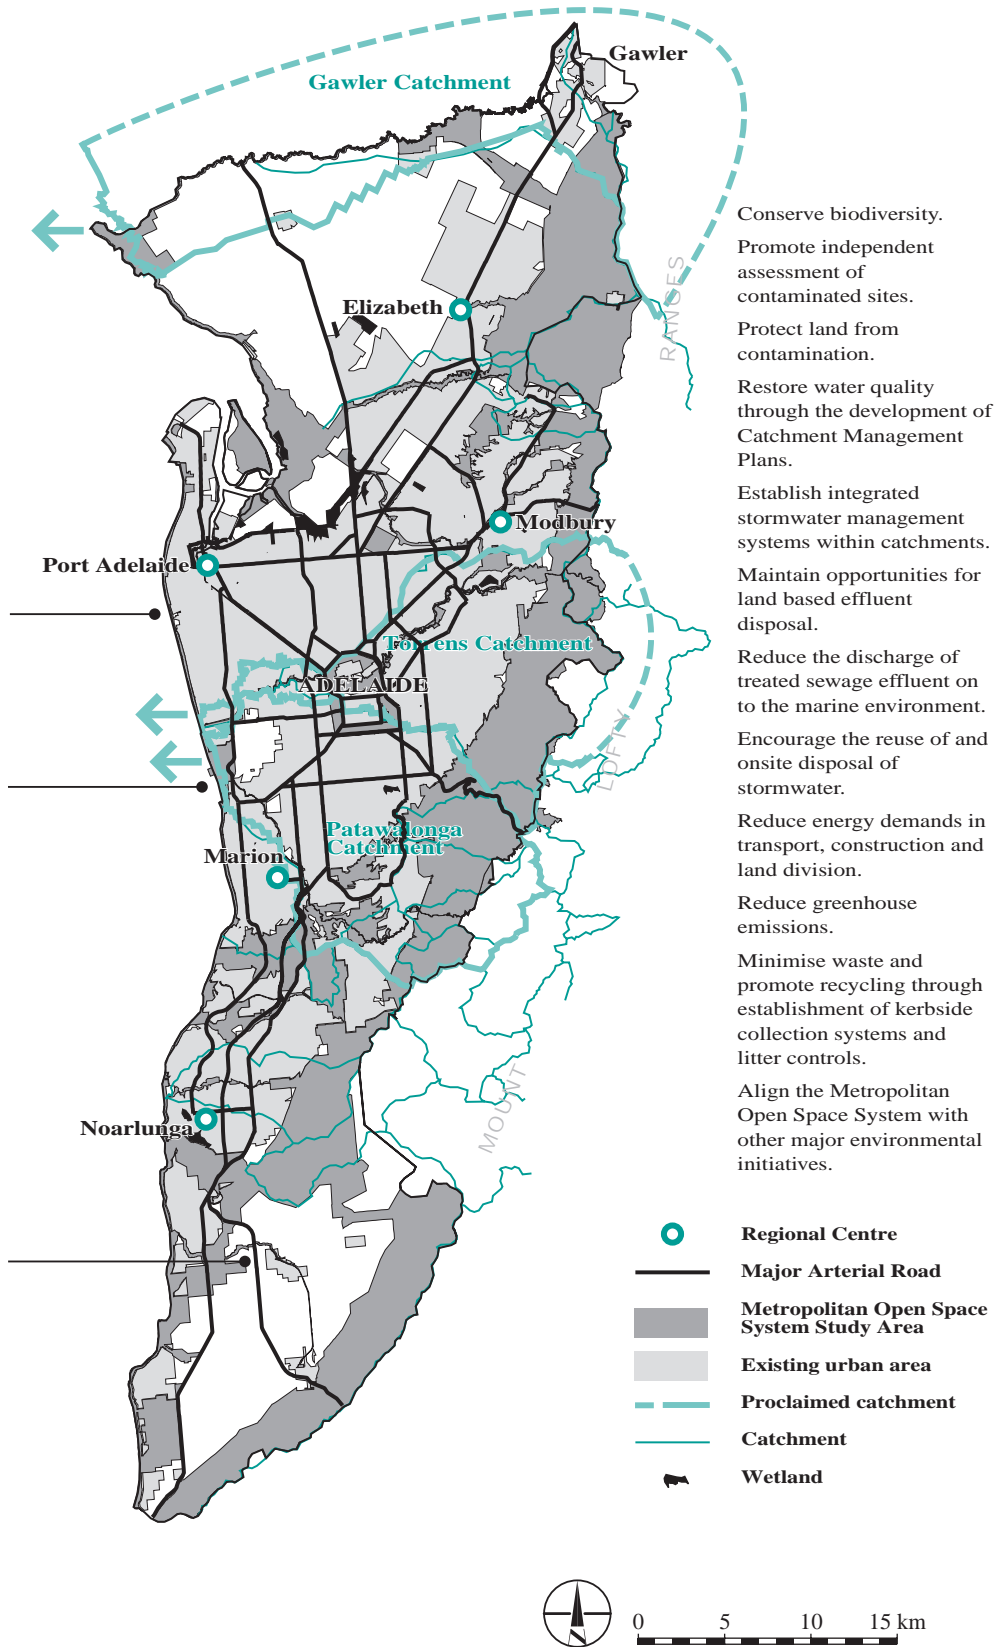 Gawler
Gawler Catchment
Conserve biodiversity.
Promote independent
assessment of
contaminated sites.
Protect land from
contamination.
Restore water quality
through the development of
Catchment Management
Plans.
Establish integrated
stormwater management
systems within catchments.
Maintain opportunities for
land based effluent
disposal.
Reduce the discharge of
treated sewage effluent on
to the marine environment.
Encourage the reuse of and
onsite disposal of
stormwater.
Reduce energy demands in
transport, construction and
land division.
Reduce greenhouse
emissions.
Minimise waste and
promote recycling through
establishment of kerbside
collection systems and
litter controls.
Align the Metropolitan
Open Space System with
other major environmental
initiatives.
RANGES
Elizabeth
Modbury
Port Adelaide
Torrens Catchment
ADELAIDE
LOFTY
Patawalonga
Catchment
Marion
MOUNT
Noarlunga
Regional Centre
Major Arterial Road
Metropolitan Open Space
System Study Area
Existing urban area
Proclaimed catchment
Catchment
Wetland
0 5 10 15 km